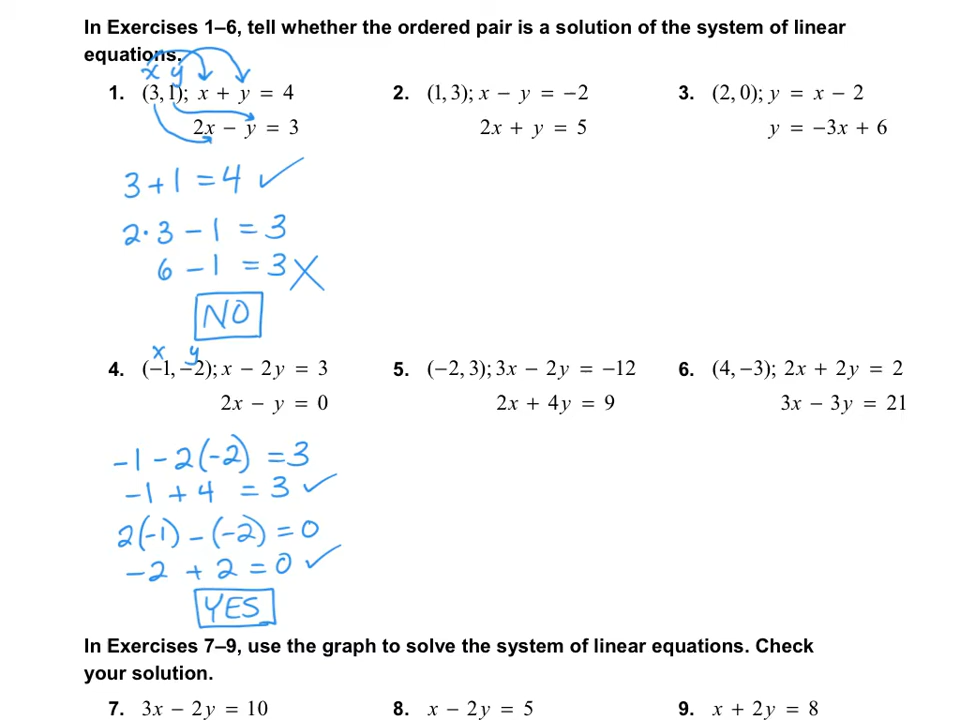 In Exercises 1–6, tell whether the ordered pair is a solution of the system of linear
equations.
x y
1. (3, 1); x + y = 4
2x − y = 3
3 + 1 = 4 ✓
2·3 − 1 = 3
6 − 1 = 3 X
NO
2. (1, 3); x − y = −2
2x + y = 5
3. (2, 0); y = x − 2
y = −3x + 6
x y
4. (−1, −2); x − 2y = 3
2x − y = 0
-1 - 2(-2) = 3
-1 + 4 = 3 ✓
2(-1) - (-2) = 0
-2 + 2 = 0 ✓
YES
5. (−2, 3); 3x − 2y = −12
2x + 4y = 9
6. (4, −3); 2x + 2y = 2
3x − 3y = 21
In Exercises 7–9, use the graph to solve the system of linear equations. Check
your solution.
7. 3x − 2y = 10
8. x − 2y = 5
9. x + 2y = 8